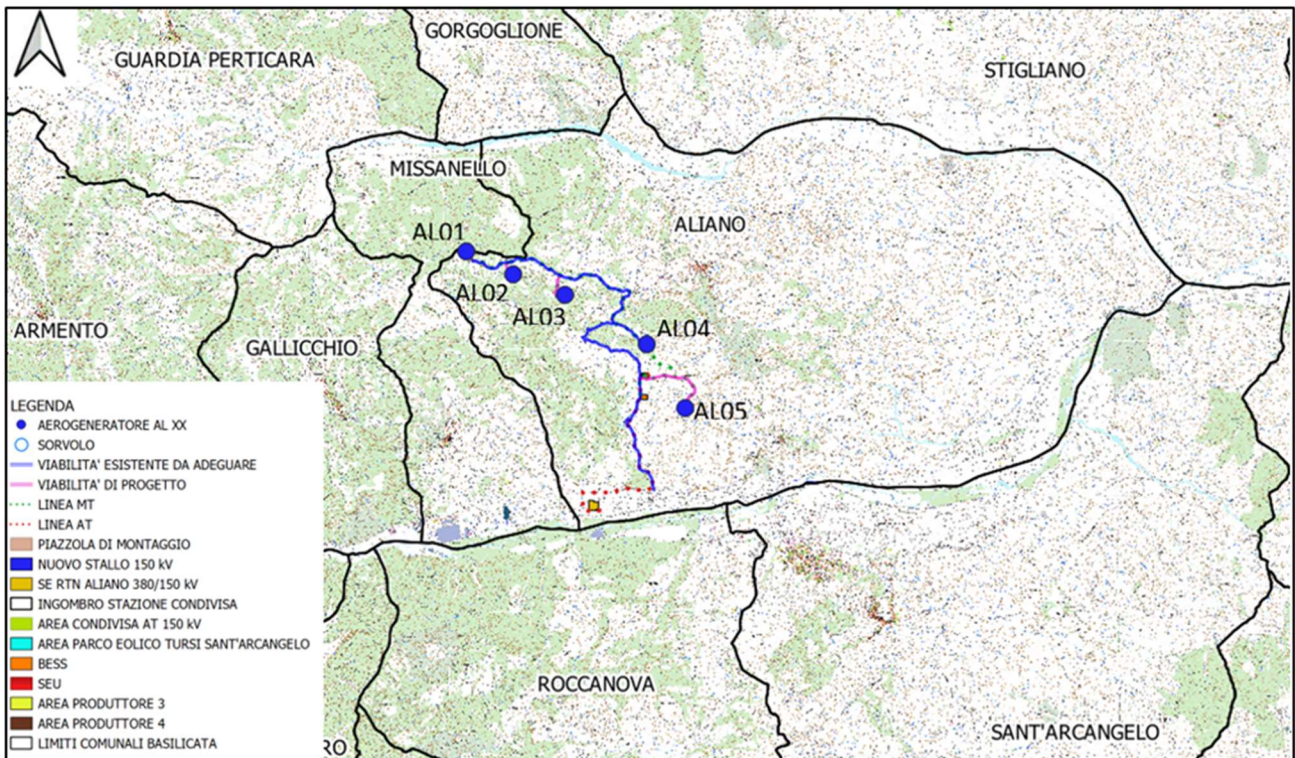 GORGOGLIONE
GUARDIA PERTICARA
STIGLIANO
MISSANELLO
ALIANO
AL01
AL02
AL03
AL04
ARMENTO
GALLICCHIO
AL05
LEGENDA
AEROGENERATORE AL XX
SORVOLO
VIABILITA' ESISTENTE DA ADEGUARE
VIABILITA' DI PROGETTO
LINEA MT
LINEA AT
PIAZZOLA DI MONTAGGIO
NUOVO STALLO 150 kV
SE RTN ALIANO 380/150 kV
INGOMBRO STAZIONE CONDIVISA
AREA CONDIVISA AT 150 kV
AREA PARCO EOLICO TURSI SANT'ARCANGELO
BESS
SEU
AREA PRODUTTORE 3
AREA PRODUTTORE 4
LIMITI COMUNALI BASILICATA
ROCCANOVA
SANT'ARCANGELO
RO